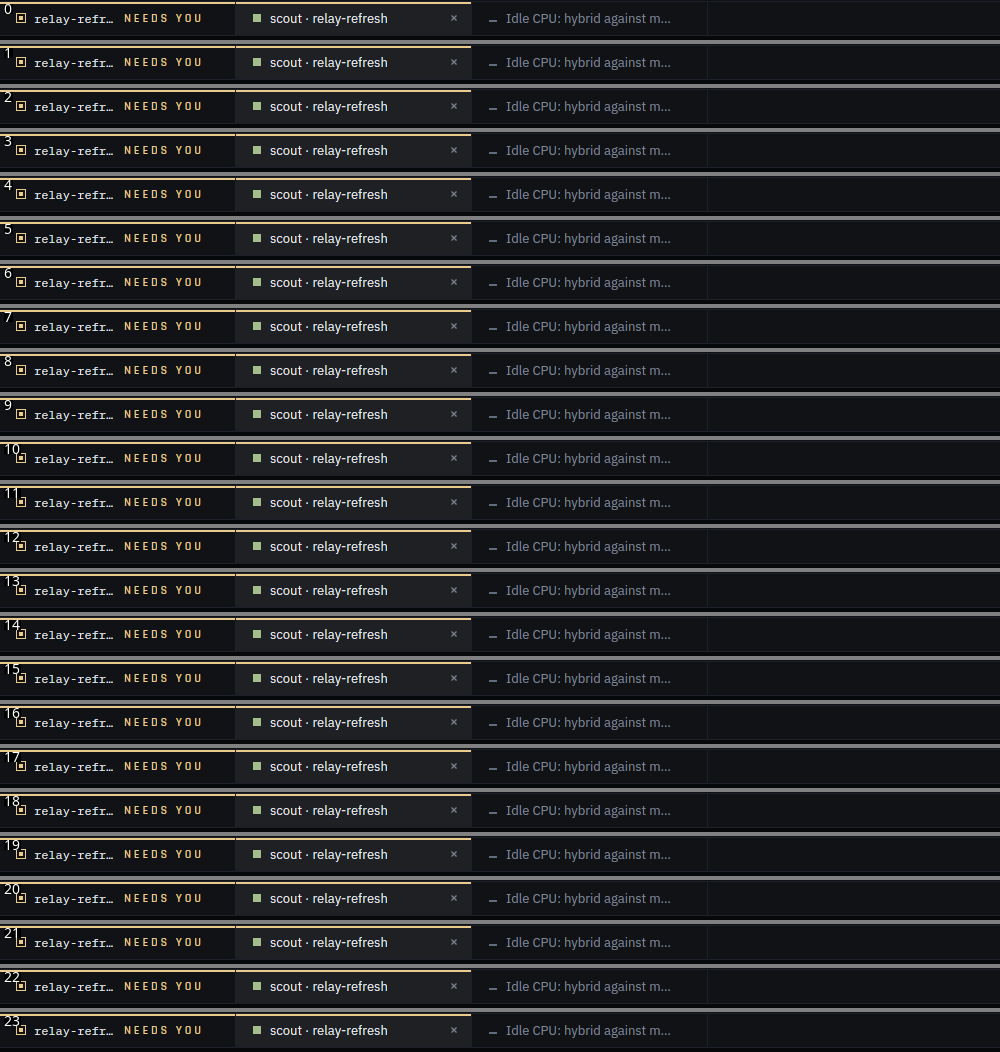 0 relay-refr… NEEDS YOU scout · relay-refresh × Idle CPU: hybrid against m…
1 relay-refr… NEEDS YOU scout · relay-refresh × Idle CPU: hybrid against m…
2 relay-refr… NEEDS YOU scout · relay-refresh × Idle CPU: hybrid against m…
3 relay-refr… NEEDS YOU scout · relay-refresh × Idle CPU: hybrid against m…
4 relay-refr… NEEDS YOU scout · relay-refresh × Idle CPU: hybrid against m…
5 relay-refr… NEEDS YOU scout · relay-refresh × Idle CPU: hybrid against m…
6 relay-refr… NEEDS YOU scout · relay-refresh × Idle CPU: hybrid against m…
7 relay-refr… NEEDS YOU scout · relay-refresh × Idle CPU: hybrid against m…
8 relay-refr… NEEDS YOU scout · relay-refresh × Idle CPU: hybrid against m…
9 relay-refr… NEEDS YOU scout · relay-refresh × Idle CPU: hybrid against m…
10 relay-refr… NEEDS YOU scout · relay-refresh × Idle CPU: hybrid against m…
11 relay-refr… NEEDS YOU scout · relay-refresh × Idle CPU: hybrid against m…
12 relay-refr… NEEDS YOU scout · relay-refresh × Idle CPU: hybrid against m…
13 relay-refr… NEEDS YOU scout · relay-refresh × Idle CPU: hybrid against m…
14 relay-refr… NEEDS YOU scout · relay-refresh × Idle CPU: hybrid against m…
15 relay-refr… NEEDS YOU scout · relay-refresh × Idle CPU: hybrid against m…
16 relay-refr… NEEDS YOU scout · relay-refresh × Idle CPU: hybrid against m…
17 relay-refr… NEEDS YOU scout · relay-refresh × Idle CPU: hybrid against m…
18 relay-refr… NEEDS YOU scout · relay-refresh × Idle CPU: hybrid against m…
19 relay-refr… NEEDS YOU scout · relay-refresh × Idle CPU: hybrid against m…
20 relay-refr… NEEDS YOU scout · relay-refresh × Idle CPU: hybrid against m…
21 relay-refr… NEEDS YOU scout · relay-refresh × Idle CPU: hybrid against m…
22 relay-refr… NEEDS YOU scout · relay-refresh × Idle CPU: hybrid against m…
23 relay-refr… NEEDS YOU scout · relay-refresh × Idle CPU: hybrid against m…